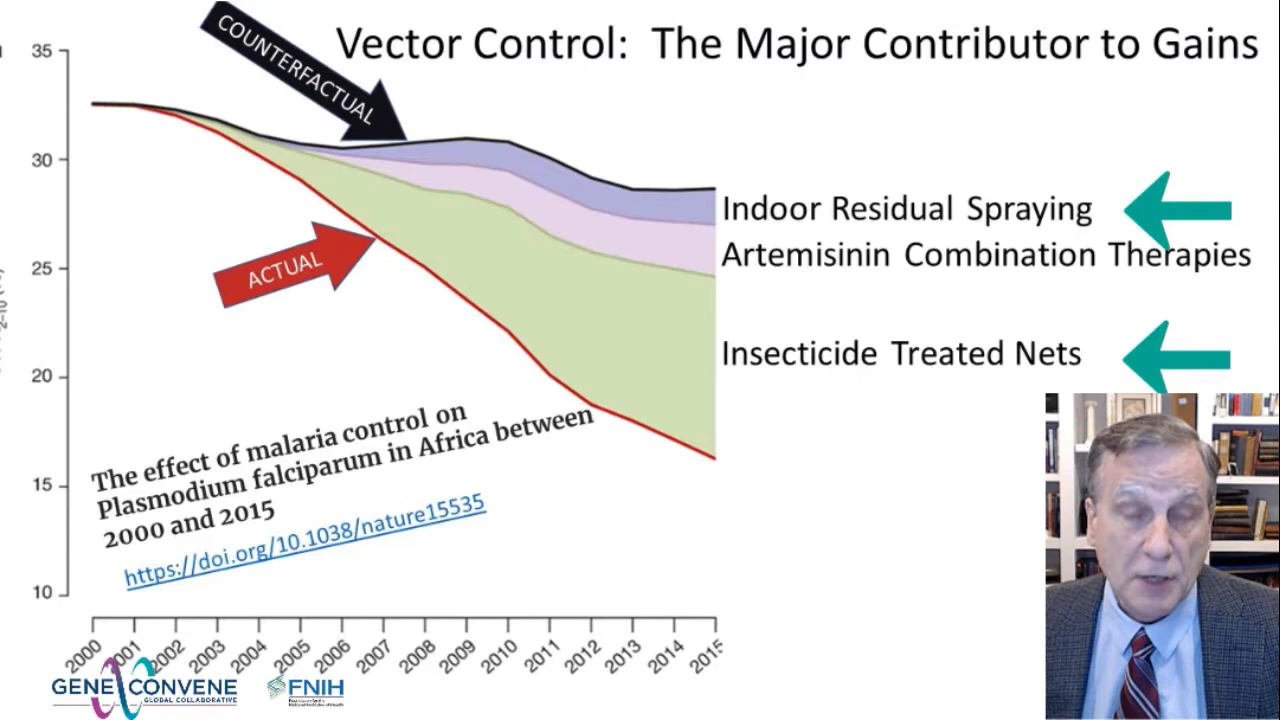 Vector Control: The Major Contributor to Gains
COUNTERFACTUAL
ACTUAL
35
30
25
20
15
10
Indoor Residual Spraying
Artemisinin Combination Therapies
Insecticide Treated Nets
The effect of malaria control on
Plasmodium falciparum in Africa between
2000 and 2015
https://doi.org/10.1038/nature15535
2000 2001 2002 2003 2004 2005 2006 2007 2008 2009 2010 2011 2012 2013 2014 2015
GENE CONVENE
GLOBAL COLLABORATIVE
FNIH